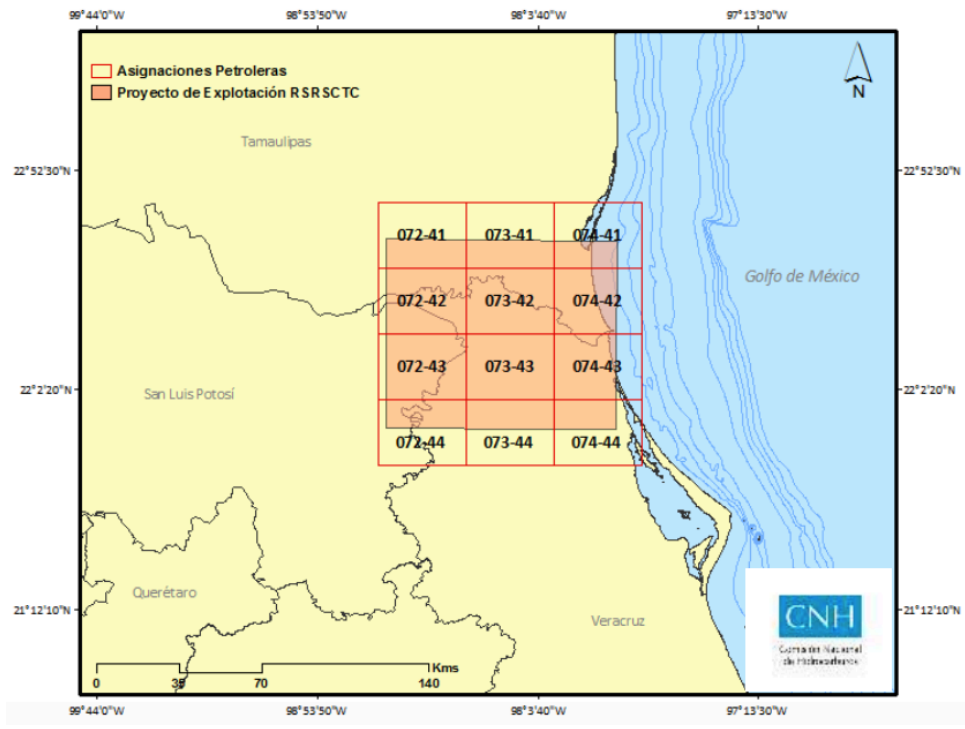 99°44'0"W 98°53'50"W 98°3'40"W 97°13'30"W
Asignaciones Petroleras
Proyecto de Explotación RSRSCTC
N
Tamaulipas
22°52'30"N 22°52'30"N
072-41 073-41 074-41
Golfo de México
072-42 073-42 074-42
072-43 073-43 074-43
22°2'20"N 22°2'20"N
San Luis Potosí
072-44 073-44 074-44
Querétaro
21°12'10"N 21°12'10"N
Veracruz
CNH
Comisión Nacional
de Hidrocarburos
Kms
0 35 70 140
99°44'0"W 98°53'50"W 98°3'40"W 97°13'30"W